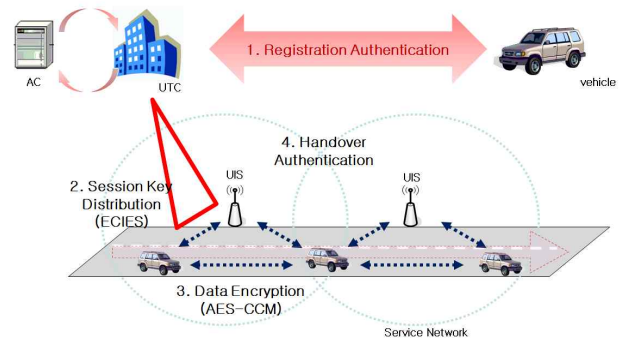 1. Registration Authentication
AC
UTC
vehicle
4. Handover
Authentication
UIS
UIS
2. Session Key
Distribution
(ECIES)
3. Data Encryption
(AES-CCM)
Service Network